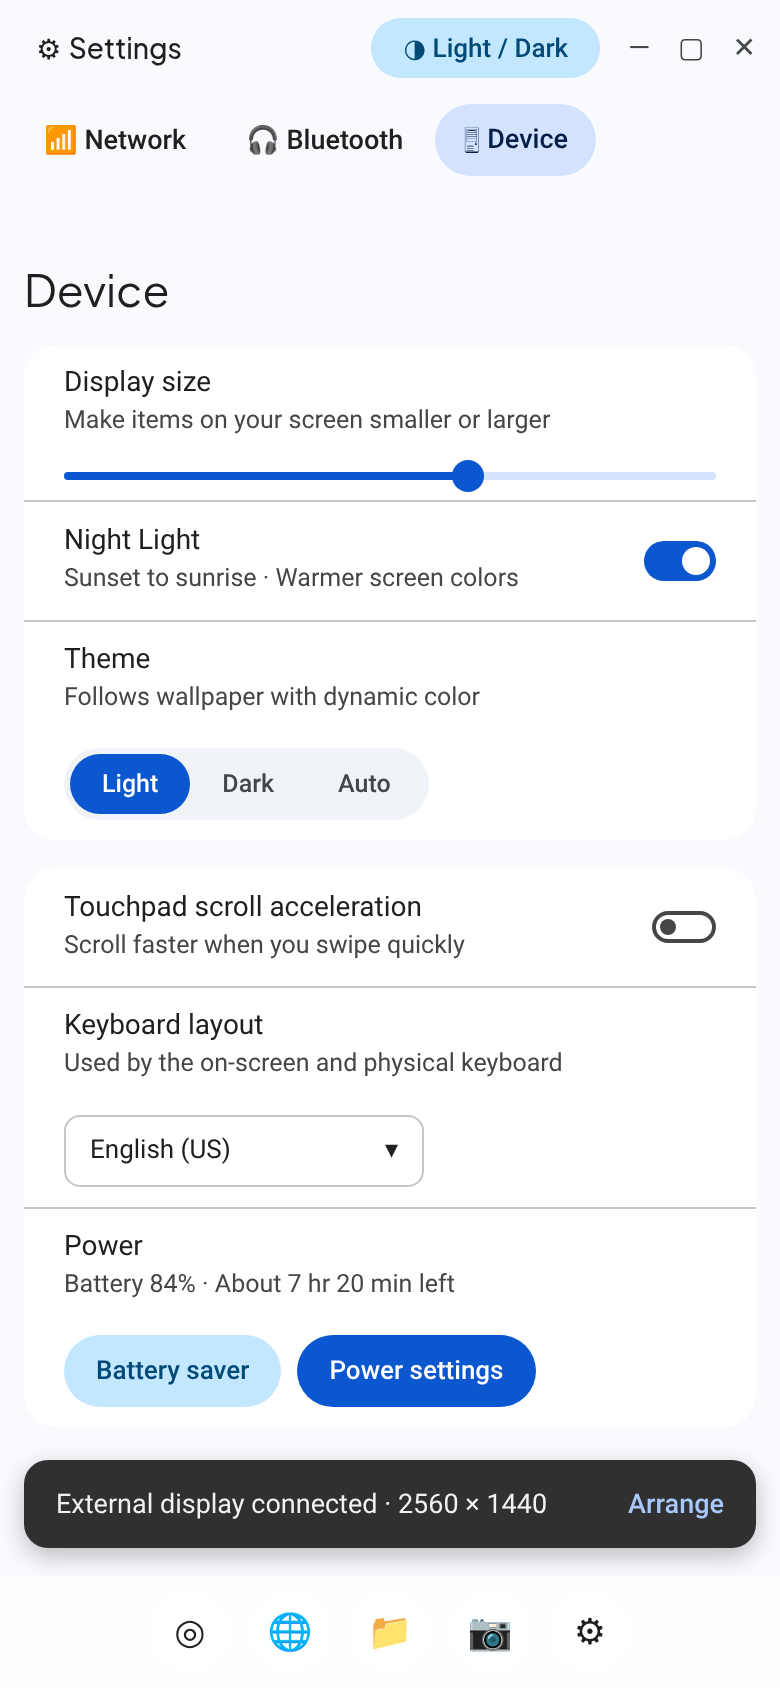 Settings
Light / Dark
Network
Bluetooth
Device
Device
Display size
Make items on your screen smaller or larger
Night Light
Sunset to sunrise · Warmer screen colors
Theme
Follows wallpaper with dynamic color
Light
Dark
Auto
Touchpad scroll acceleration
Scroll faster when you swipe quickly
Keyboard layout
Used by the on-screen and physical keyboard
English (US)
Power
Battery 84% · About 7 hr 20 min left
Battery saver
Power settings
External display connected · 2560 × 1440
Arrange